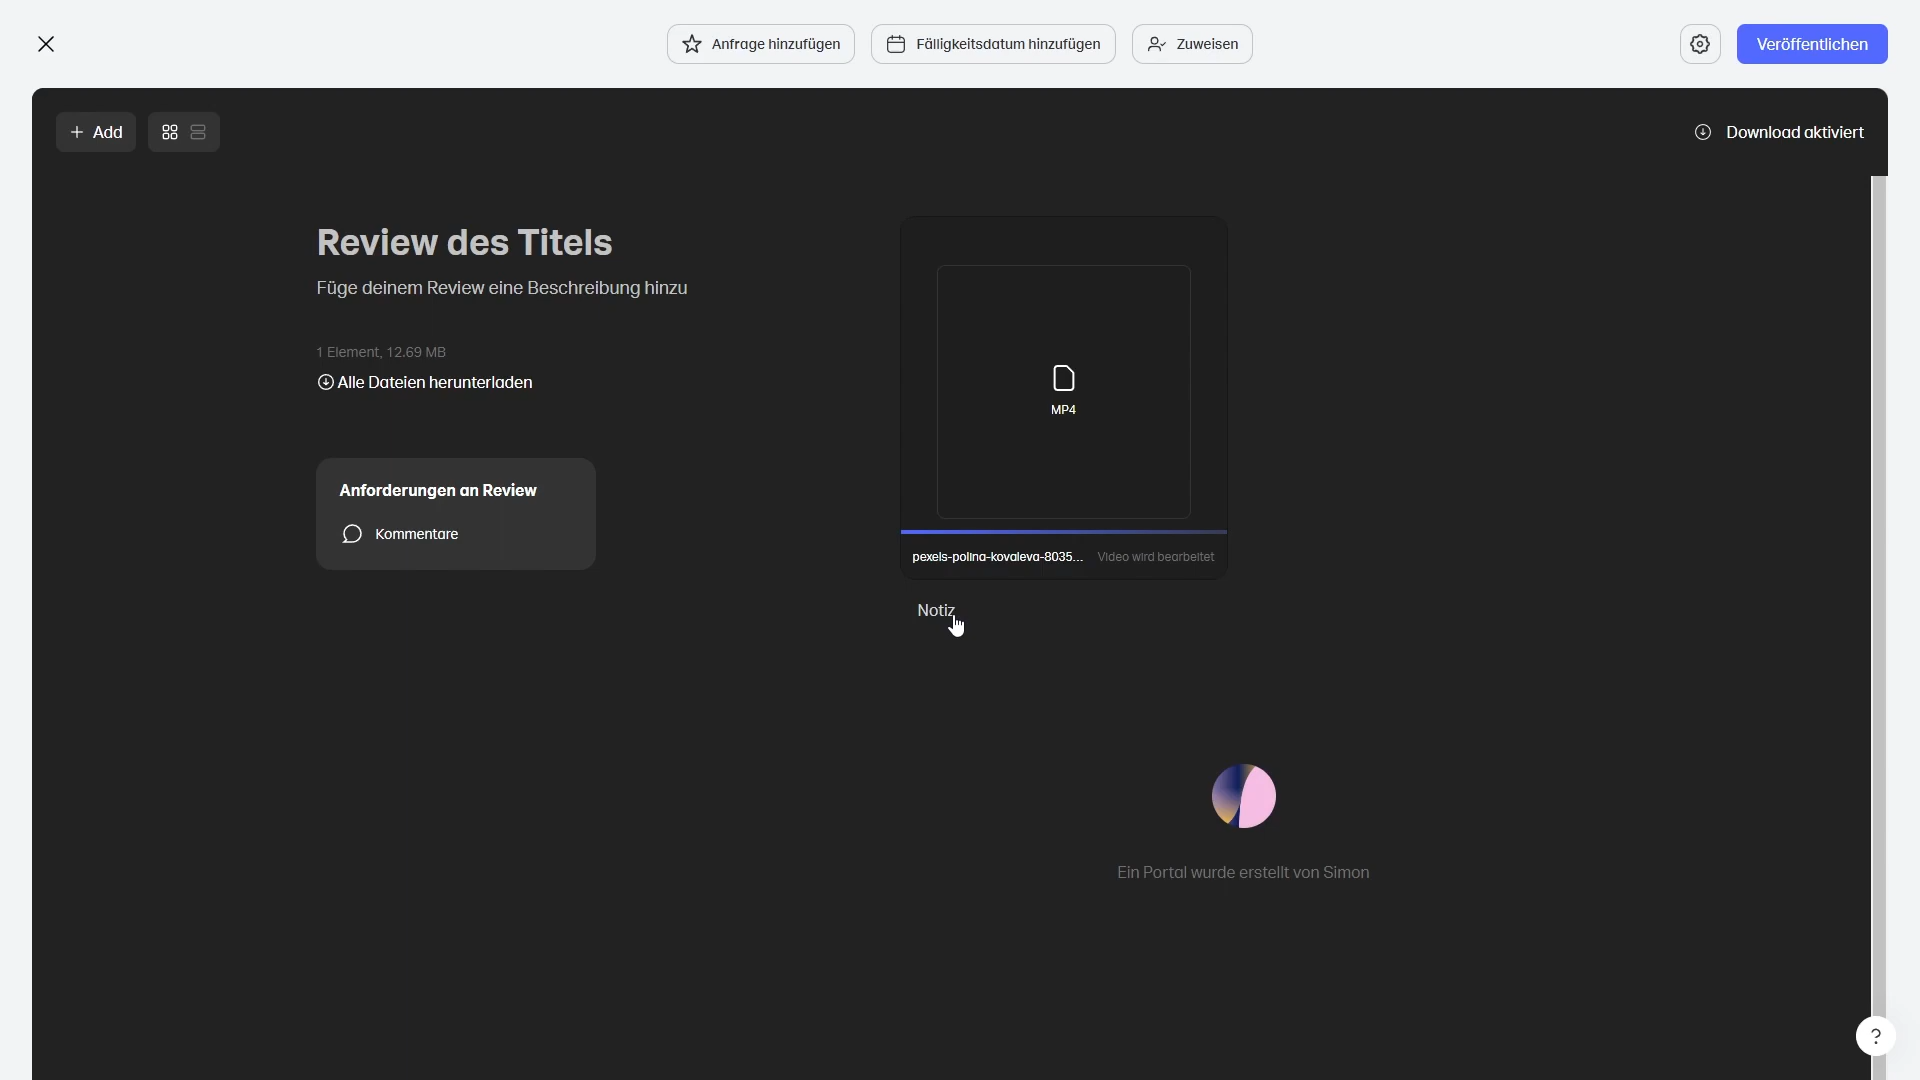 Anfrage hinzufügen
Fälligkeitsdatum hinzufügen
Zuweisen
Veröffentlichen
Add
Download aktiviert
Review des Titels
Füge deinem Review eine Beschreibung hinzu
1 Element, 12.69 MB
Alle Dateien herunterladen
MP4
Anforderungen an Review
Kommentare
pexels-polina-kovaleva-8035... Video wird bearbeitet
Notiz
Ein Portal wurde erstellt von Simon
?